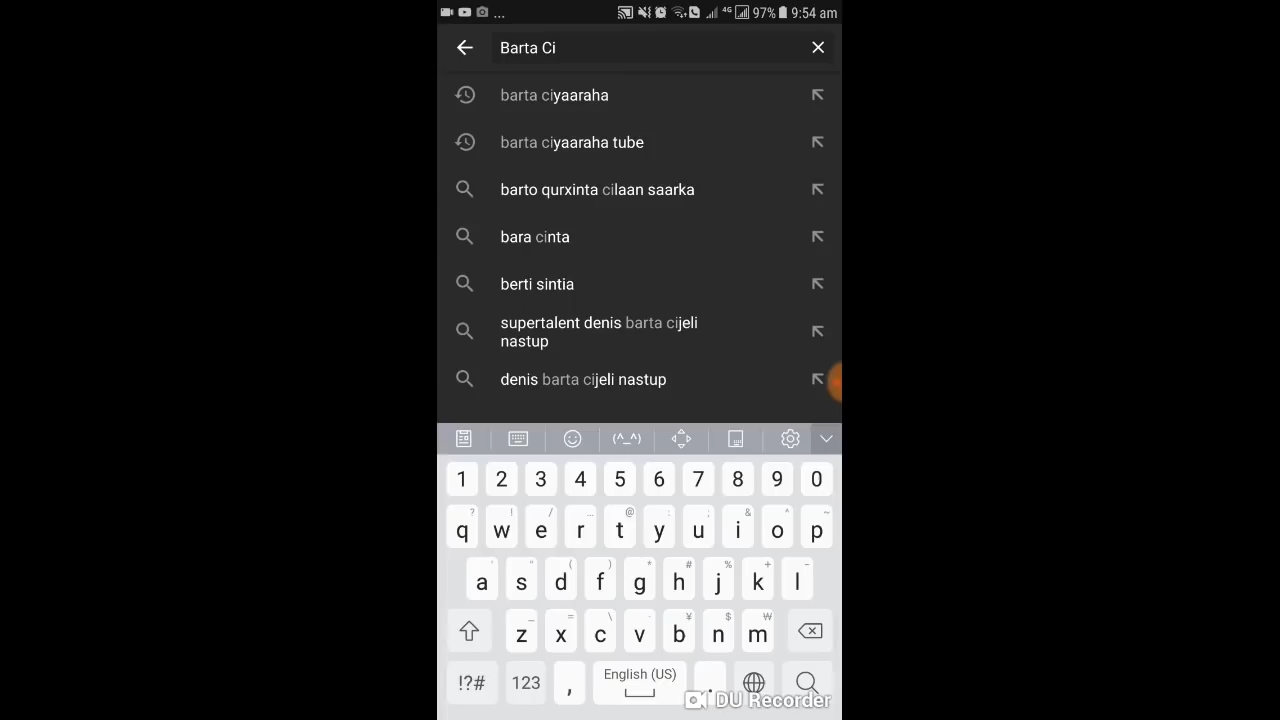 ... 4G 97% 9:54 am
Barta Ci
barta ciyaaraha
barta ciyaaraha tube
barto qurxinta cilaan saarka
bara cinta
berti sintia
supertalent denis barta cijeli
nastup
denis barta cijeli nastup
(^_^)
1 2 3 4 5 6 7 8 9 0
? ! / ... @ : ; & ^ ~
q w e r t y u i o p
' " ( ) * # % + -
a s d f g h j k l
_ = \ · ¥ $ ₩
z x c v b n m
!?# 123 , English (US) .
DU Recorder